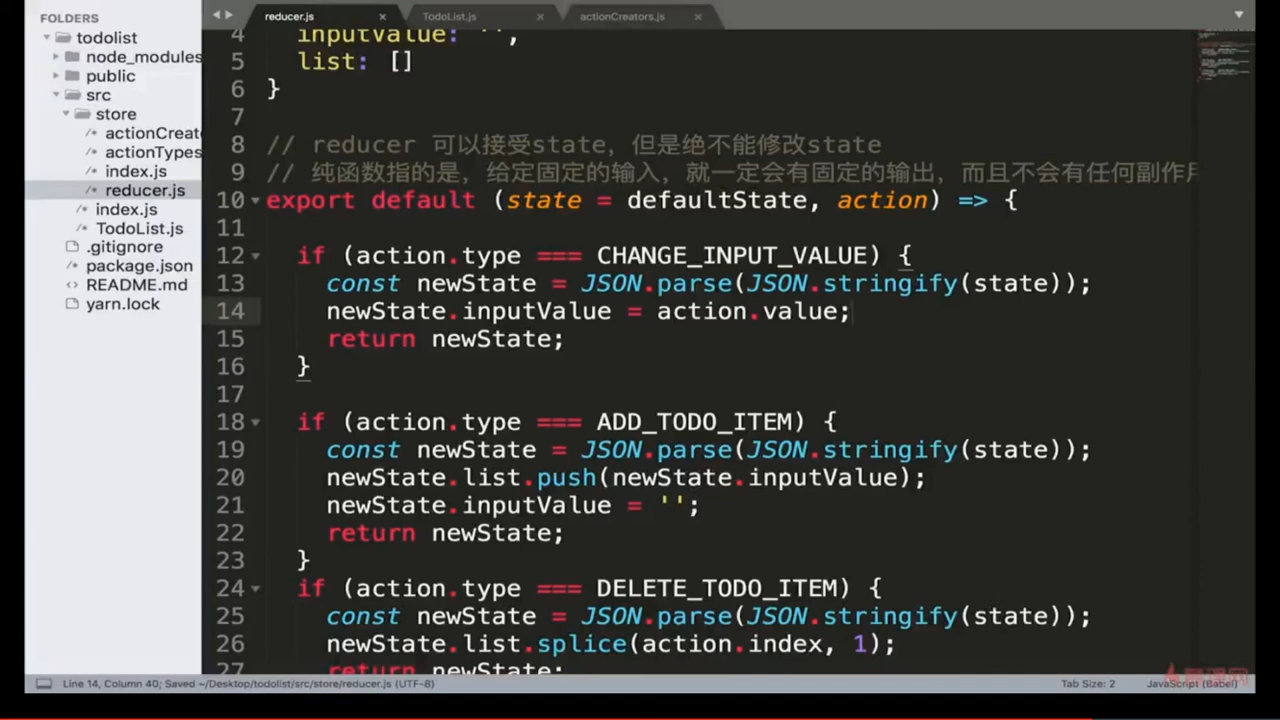 FOLDERS
todolist
node_modules
public
src
store
actionCreat
actionTypes
index.js
reducer.js
index.js
TodoList.js
.gitignore
package.json
README.md
yarn.lock
reducer.js
TodoList.js
actionCreators.js
4 inputValue: '',
5 list: []
6 }
7
8 // reducer 可以接受state，但是绝不能修改state
9 // 纯函数指的是，给定固定的输入，就一定会有固定的输出，而且不会有任何副作用
10 export default (state = defaultState, action) => {
11
12 if (action.type === CHANGE_INPUT_VALUE) {
13 const newState = JSON.parse(JSON.stringify(state));
14 newState.inputValue = action.value;
15 return newState;
16 }
17
18 if (action.type === ADD_TODO_ITEM) {
19 const newState = JSON.parse(JSON.stringify(state));
20 newState.list.push(newState.inputValue);
21 newState.inputValue = '';
22 return newState;
23 }
24 if (action.type === DELETE_TODO_ITEM) {
25 const newState = JSON.parse(JSON.stringify(state));
26 newState.list.splice(action.index, 1);
27 return newState;
Line 14, Column 40; Saved ~/Desktop/todolist/src/store/reducer.js (UTF-8)
Tab Size: 2
JavaScript (Babel)